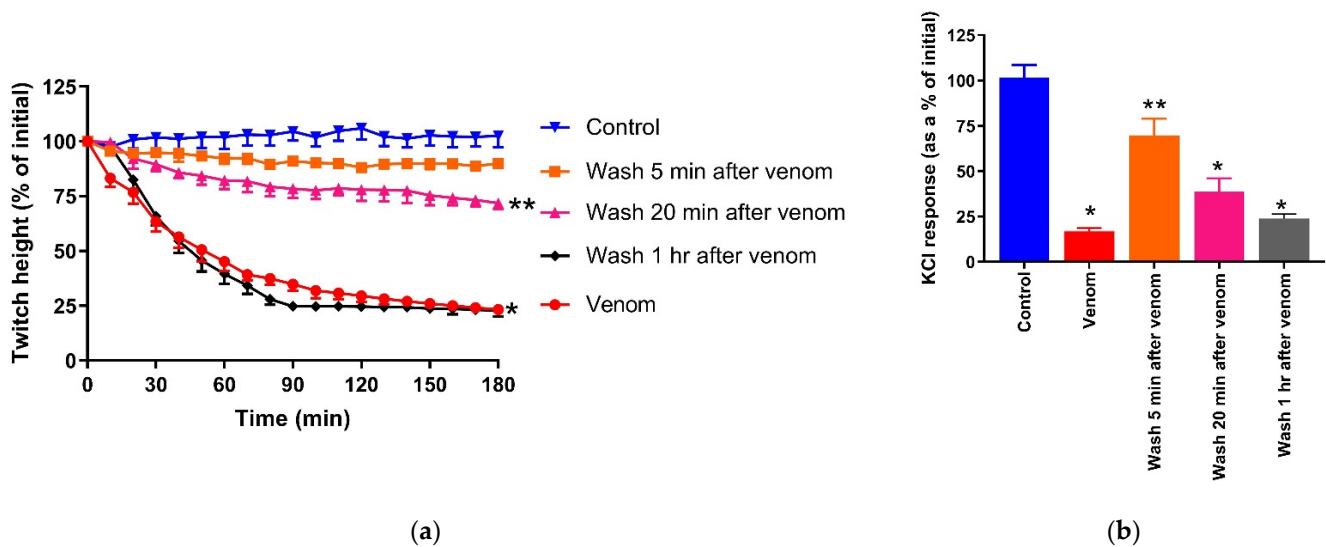 Twitch height (% of initial)
125
100
75
50
25
0
0 30 60 90 120 150 180
Time (min)
Control
Wash 5 min after venom
Wash 20 min after venom
Wash 1 hr after venom
Venom
**
*
(a)
KCl response (as a % of initial)
125
100
75
50
25
0
*
**
*
*
Control
Venom
Wash 5 min after venom
Wash 20 min after venom
Wash 1 hr after venom
(b)